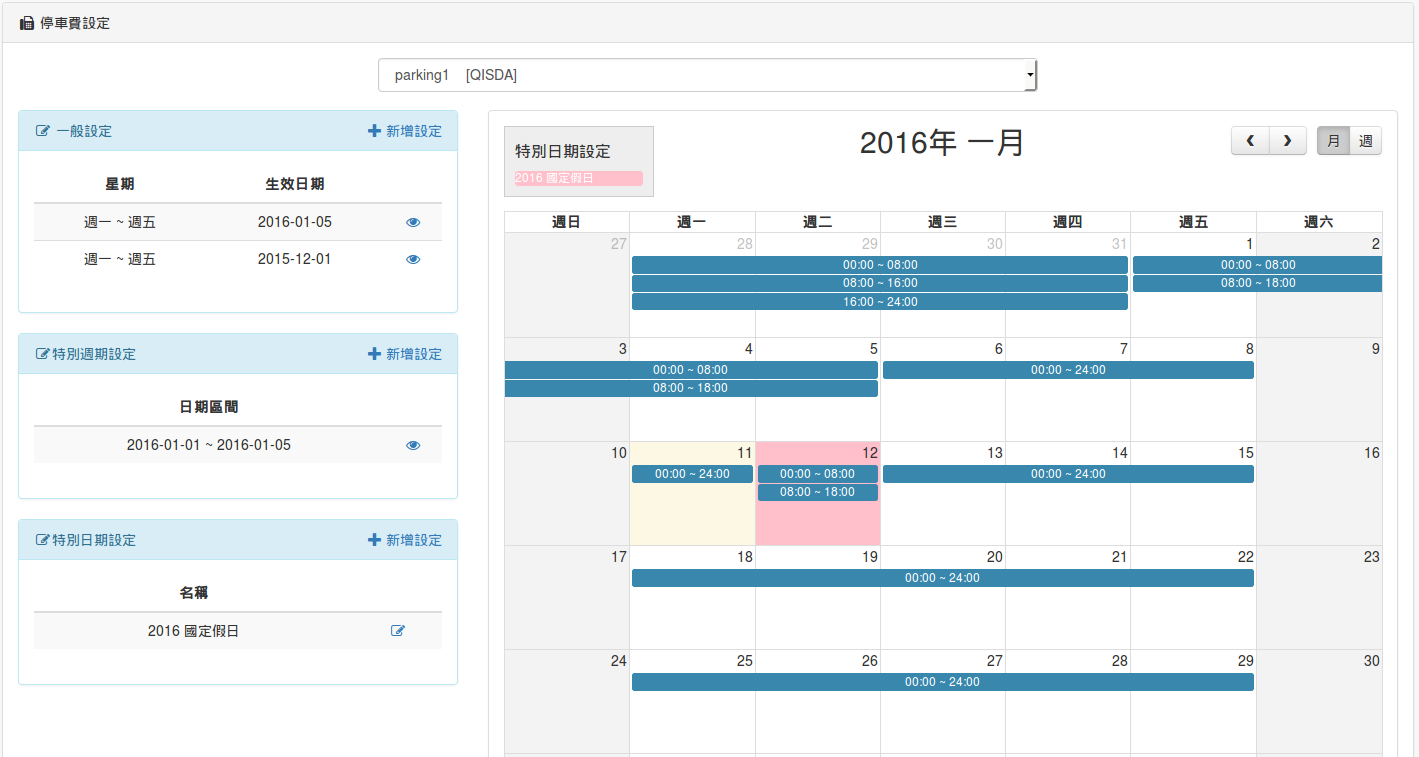 停車費設定
parking1 [QISDA]
一般設定 新增設定
星期 生效日期
週一 ~ 週五 2016-01-05
週一 ~ 週五 2015-12-01
特別週期設定 新增設定
日期區間
2016-01-01 ~ 2016-01-05
特別日期設定 新增設定
名稱
2016 國定假日
特別日期設定
2016 國定假日
2016年 一月
月 週
週日 週一 週二 週三 週四 週五 週六
27 28 29 30 31 1 2
00:00 ~ 08:00 00:00 ~ 08:00
08:00 ~ 16:00 08:00 ~ 18:00
16:00 ~ 24:00
3 4 5 6 7 8 9
00:00 ~ 08:00 00:00 ~ 24:00
08:00 ~ 18:00
10 11 12 13 14 15 16
00:00 ~ 24:00 00:00 ~ 08:00 00:00 ~ 24:00
08:00 ~ 18:00
17 18 19 20 21 22 23
00:00 ~ 24:00
24 25 26 27 28 29 30
00:00 ~ 24:00